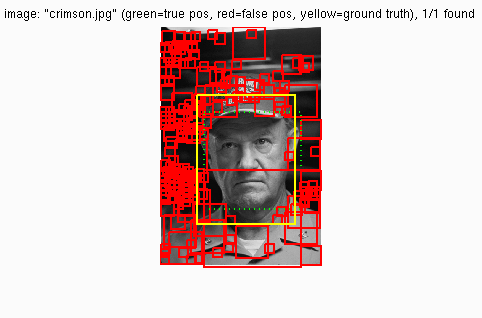 image: "crimson.jpg" (green=true pos, red=false pos, yellow=ground truth), 1/1 found